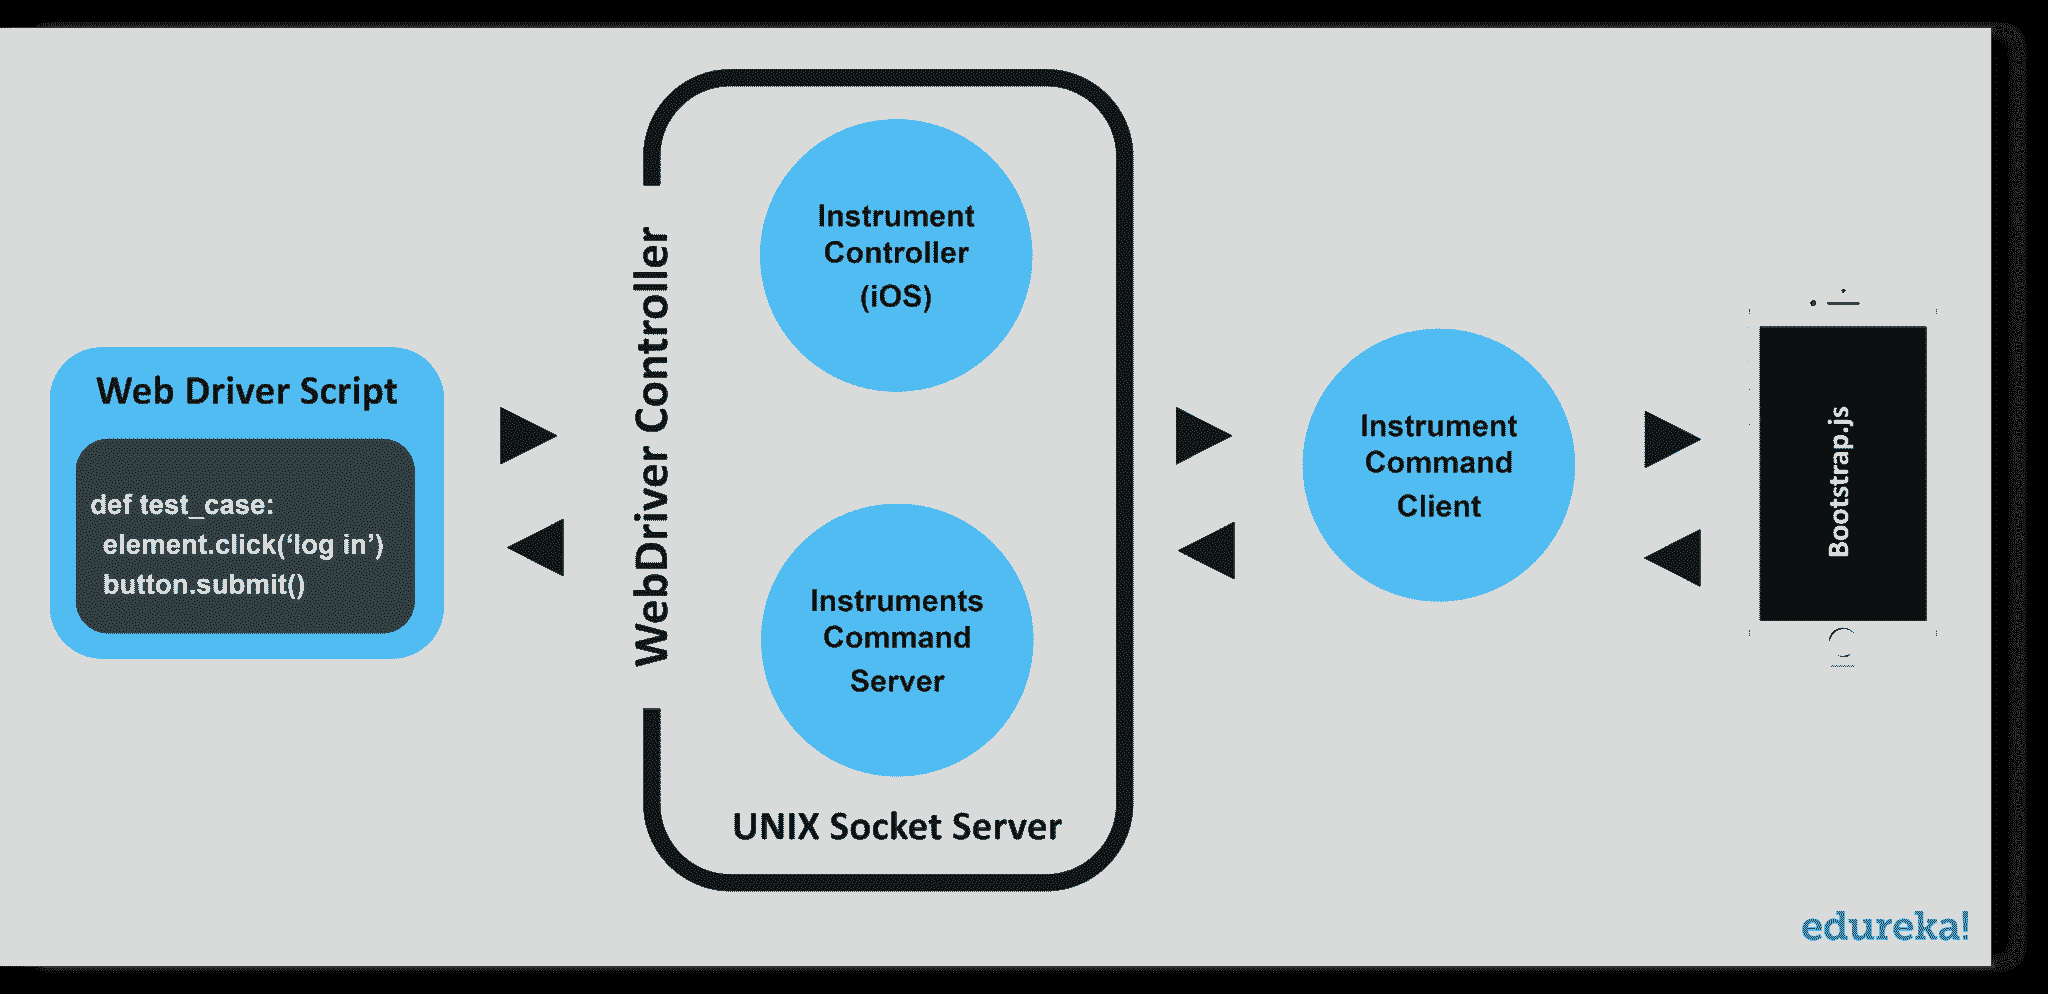 Web Driver Script
def test_case:
element.click(‘log in’)
button.submit()
WebDriver Controller
Instrument
Controller
(iOS)
Instruments
Command
Server
UNIX Socket Server
Instrument
Command
Client
Bootstrap.js
edureka!